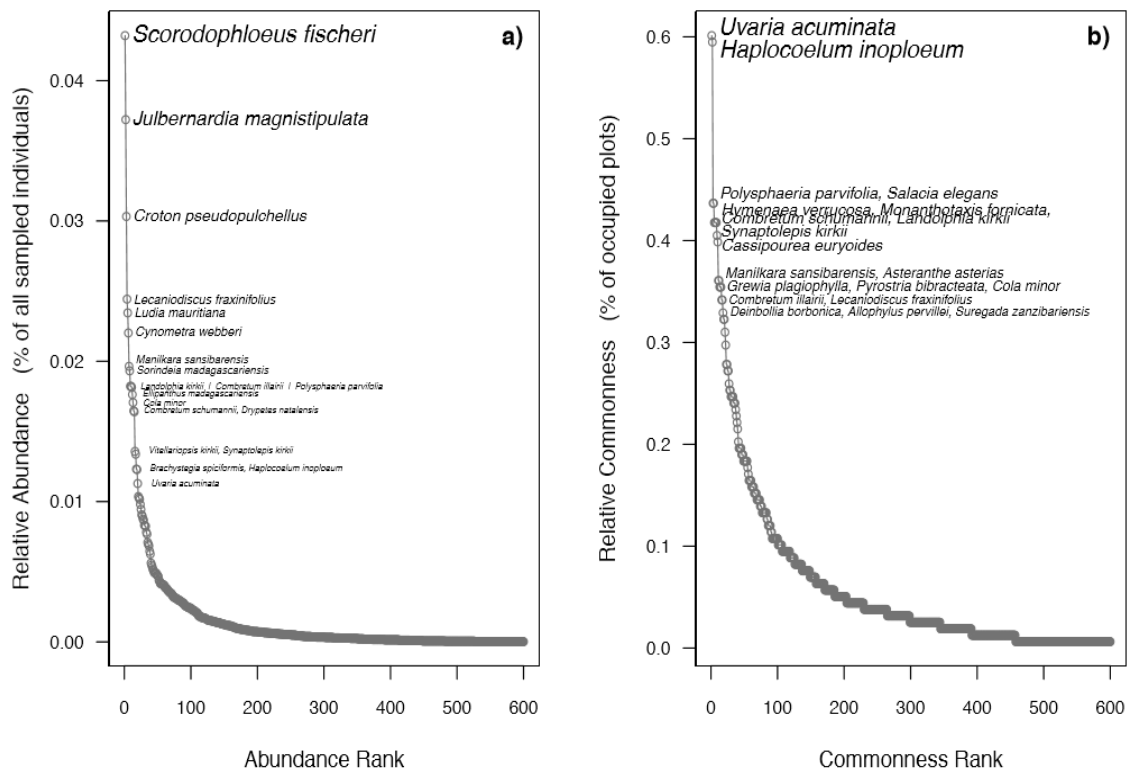 a)
Relative Abundance (% of all sampled individuals)
0.04
0.03
0.02
0.01
0.00
Scorodophloeus fischeri
Julbernardia magnistipulata
Croton pseudopulchellus
Lecaniodiscus fraxinifolius
Ludia mauritiana
Cynometra webberi
Manilkara sansibarensis
Sorindeia madagascariensis
Landolphia kirkii, I Combretum illairii I Polysphaeria parvifolia
Ellipanthus madagascariensis
Cola minor
Combretum schumannii, Drypetes natalensis
Vitellariopsis kirkii, Synaptolepis kirkii
Brachystegia spiciformis, Haplocoelum inoploeum
Uvaria acuminata
0 100 200 300 400 500 600
Abundance Rank
b)
Relative Commonness (% of occupied plots)
0.6
0.5
0.4
0.3
0.2
0.1
0.0
Uvaria acuminata
Haplocoelum inoploeum
Polysphaeria parvifolia, Salacia elegans
Hymenaea verrucosa, Monanthotaxis fornicata,
Combretum schumannii, Landolphia kirkii
Synaptolepis kirkii
Cassipourea euryoides
Manilkara sansibarensis, Asteranthe asterias
Grewia plagiophylla, Pyrostria bibracteata, Cola minor
Combretum illairii, Lecaniodiscus fraxinifolius
Deinbollia borbonica, Allophylus pervillei, Suregada zanzibariensis
0 100 200 300 400 500 600
Commonness Rank